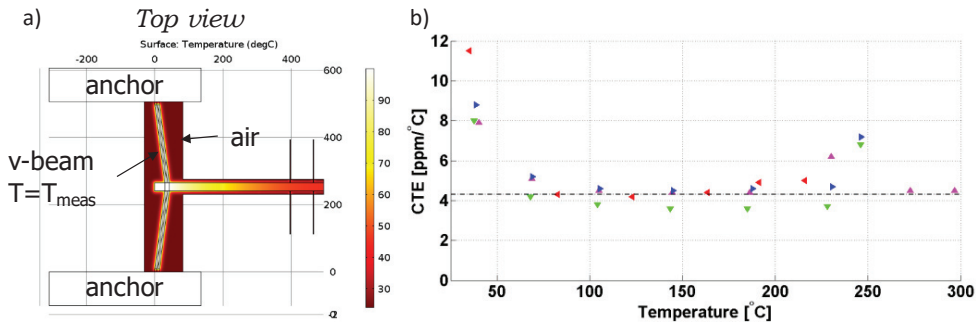 a)
Top view
Surface: Temperature (degC)
-200 0 200 400
600
anchor
400
air
v-beam
T=Tmeas
200
0
anchor
90
80
70
60
50
40
30
b)
12
10
8
6
4
2
0
CTE [ppm/°C]
50 100 150 200 250 300
Temperature [°C]